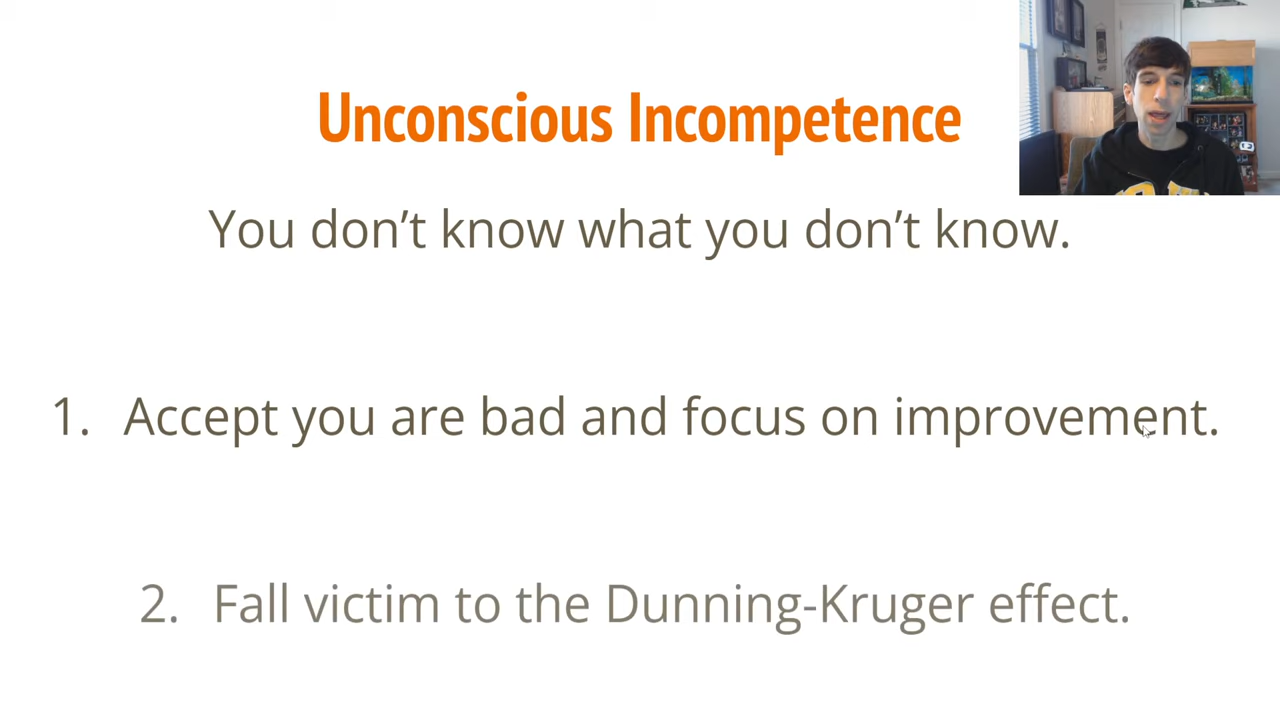 Unconscious Incompetence
You don’t know what you don’t know.
1. Accept you are bad and focus on improvement.
2. Fall victim to the Dunning-Kruger effect.